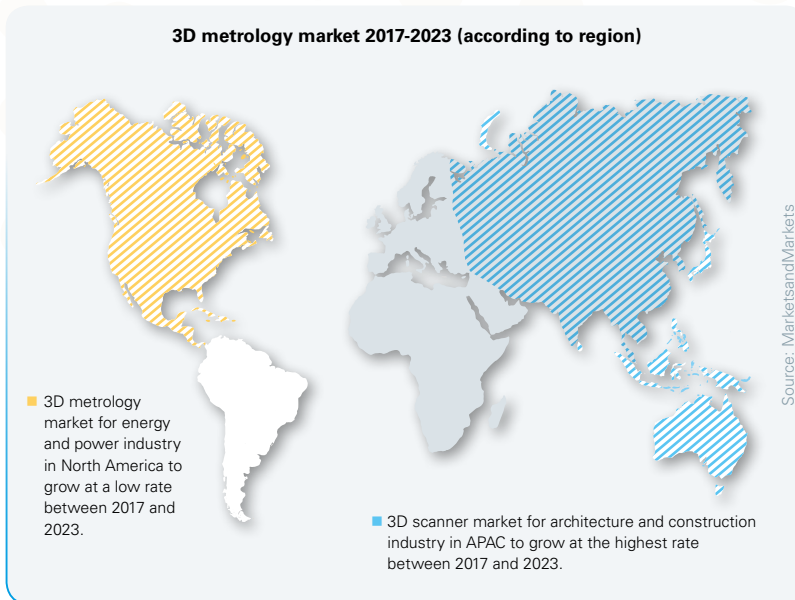 3D metrology market 2017-2023 (according to region)
3D metrology
market for energy
and power industry
in North America to
grow at a low rate
between 2017 and
2023.
3D scanner market for architecture and construction
industry in APAC to grow at the highest rate
between 2017 and 2023.
Source: MarketsandMarkets